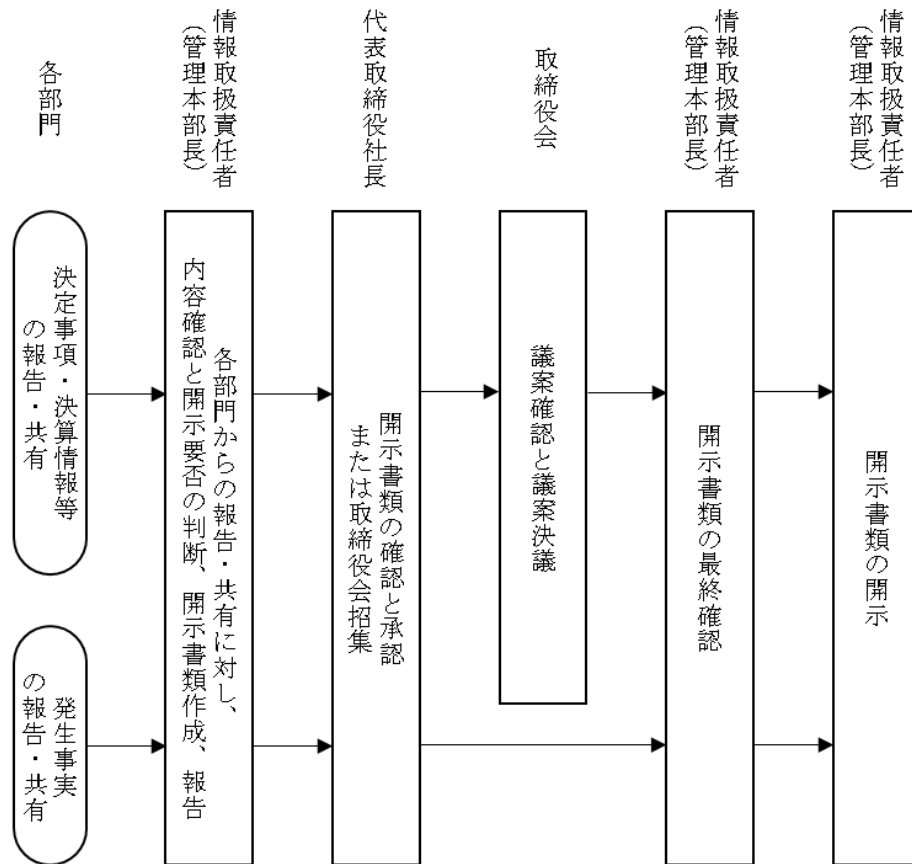 各部門
情報取扱責任者
（管理本部長）
代表取締役社長
取締役会
情報取扱責任者
（管理本部長）
情報取扱責任者
（管理本部長）
決定事項・決算情報等
の報告・共有
発生事実
の報告・共有
各部門からの報告・共有に対し、
内容確認と開示要否の判断、開示書類作成、報告
開示書類の確認と承認
または取締役会招集
議案確認と議案決議
開示書類の最終確認
開示書類の開示